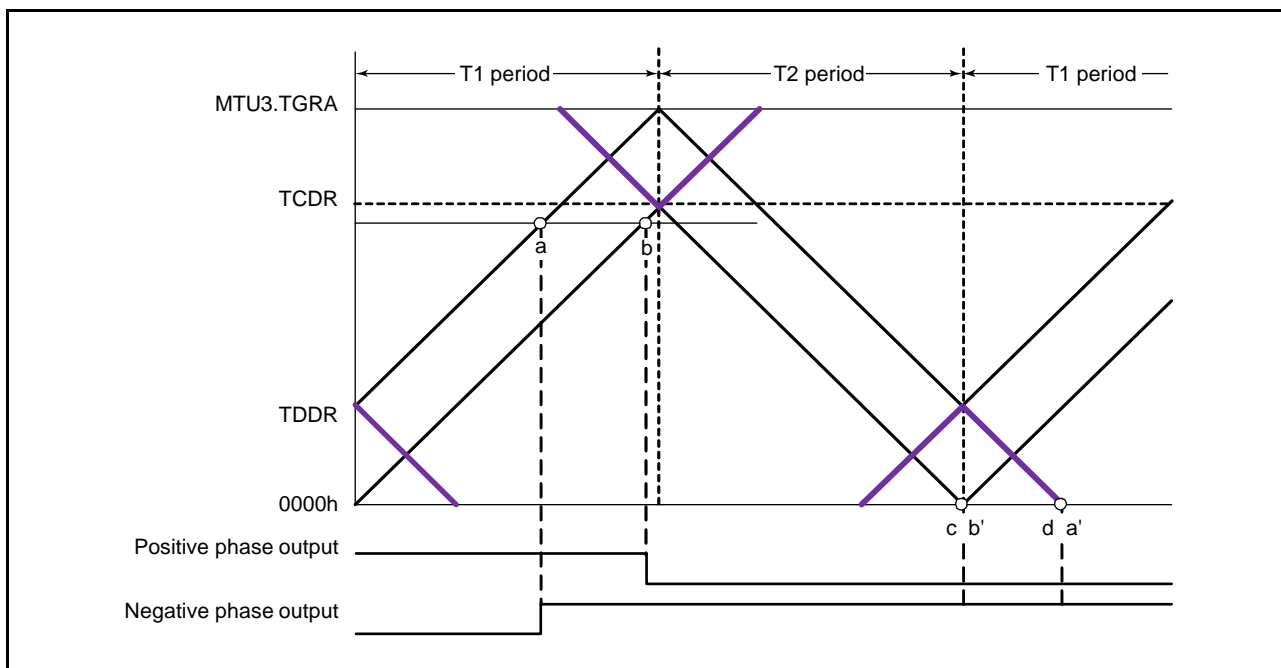 T1 period T2 period T1 period
MTU3.TGRA
TCDR
a b
TDDR
0000h
c b' d a'
Positive phase output
Negative phase output